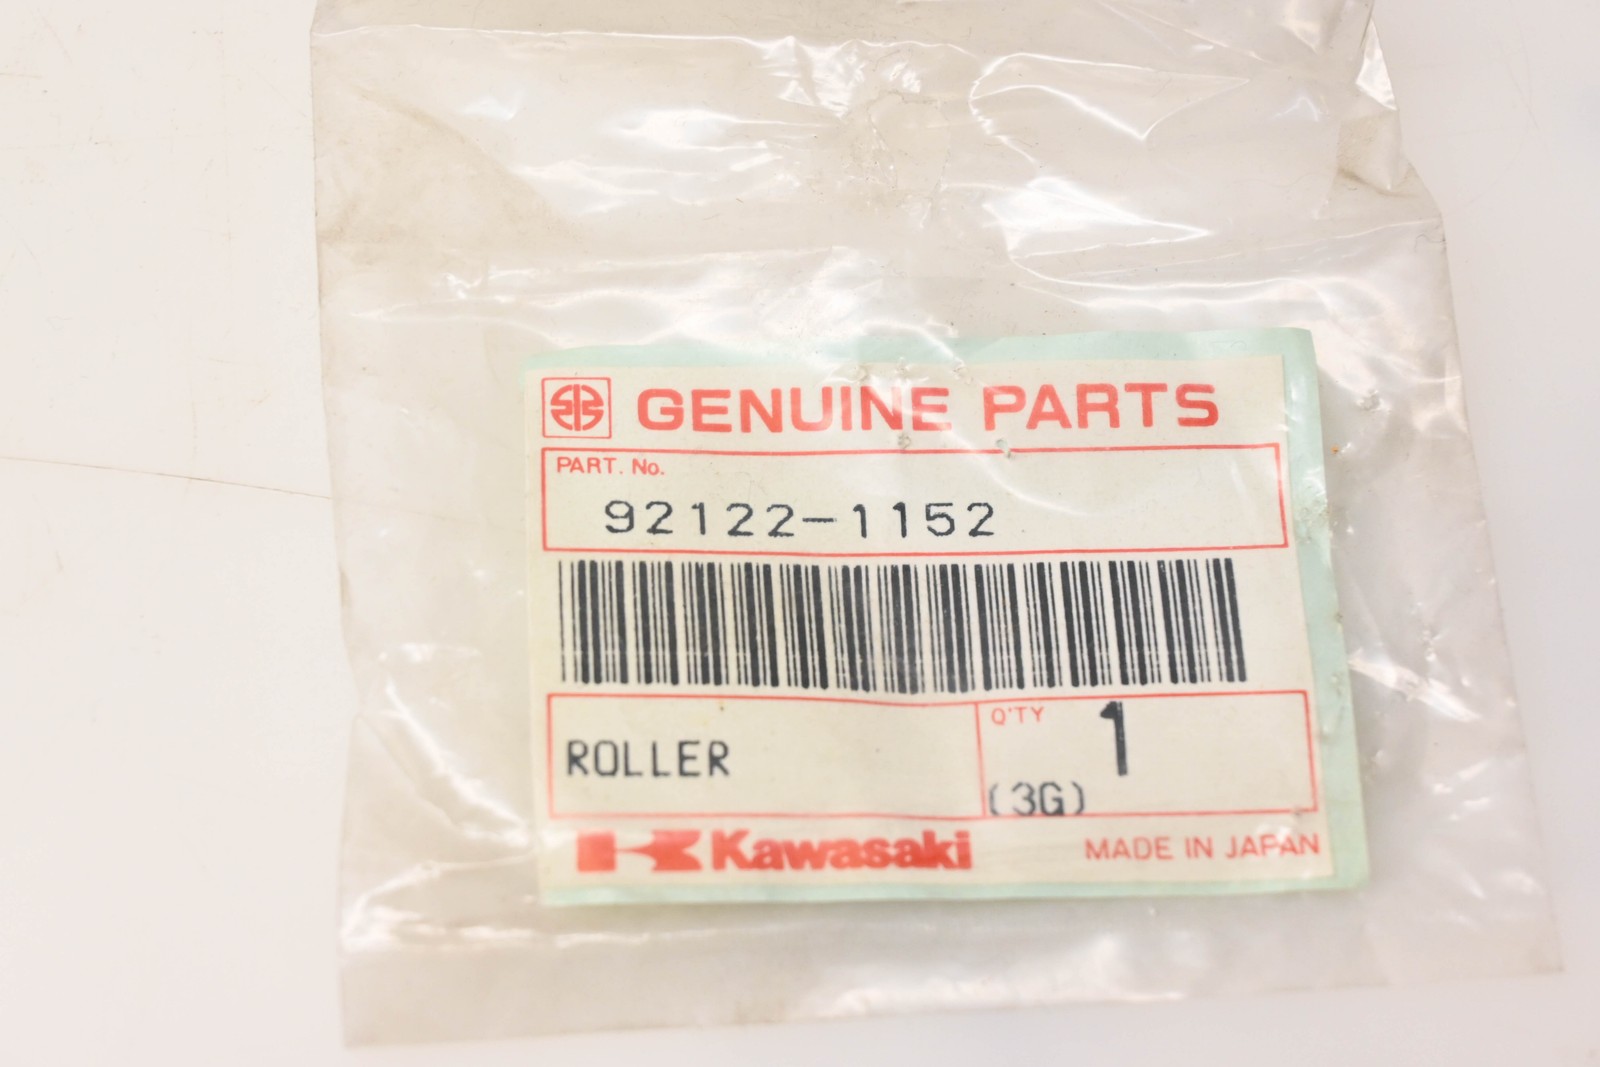 GENUINE PARTS
PART. No.
92122-1152
ROLLER
Q'TY 1
(3G)
Kawasaki
MADE IN JAPAN